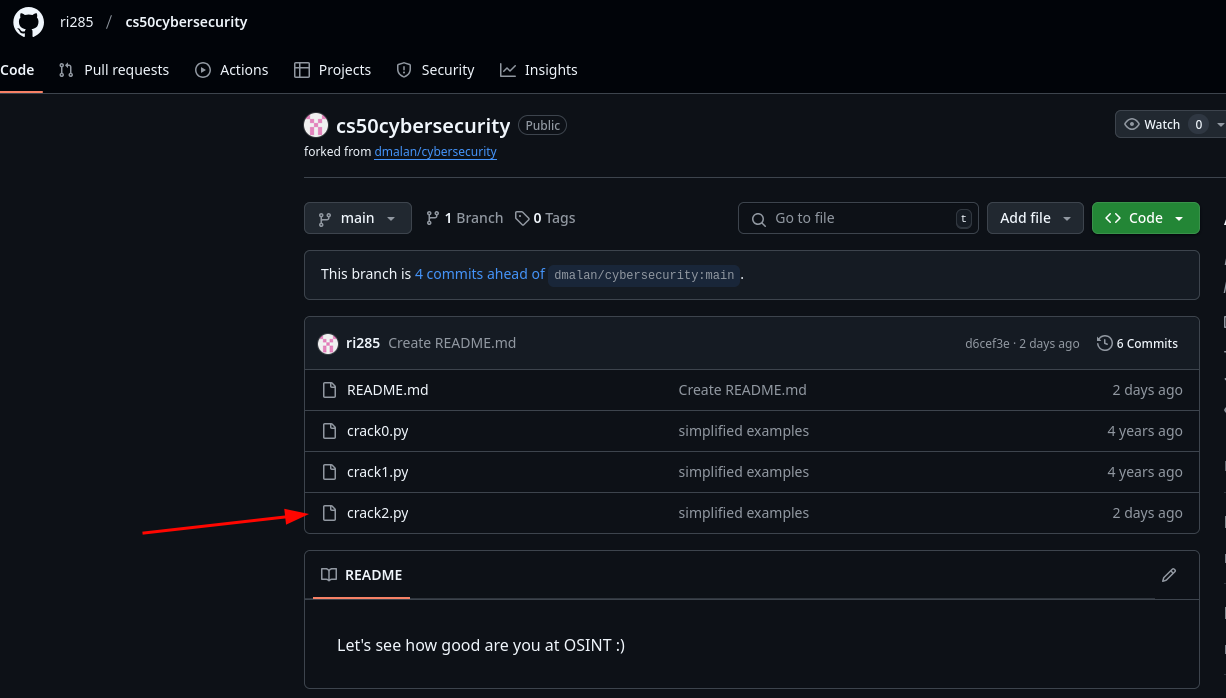 ri285 / cs50cybersecurity
Code Pull requests Actions Projects Security Insights
cs50cybersecurity Public
Watch 0
forked from dmalan/cybersecurity
main 1 Branch 0 Tags Go to file t Add file Code
This branch is 4 commits ahead of dmalan/cybersecurity:main.
ri285 Create README.md d6cef3e · 2 days ago 6 Commits
README.md Create README.md 2 days ago
crack0.py simplified examples 4 years ago
crack1.py simplified examples 4 years ago
crack2.py simplified examples 2 days ago
README
Let's see how good are you at OSINT :)